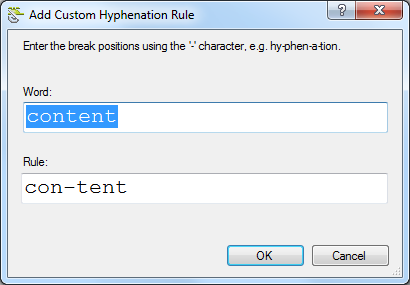 Add Custom Hyphenation Rule
Enter the break positions using the '-' character, e.g. hy-phen-a-tion.
Word:
content
Rule:
con-tent
OK
Cancel